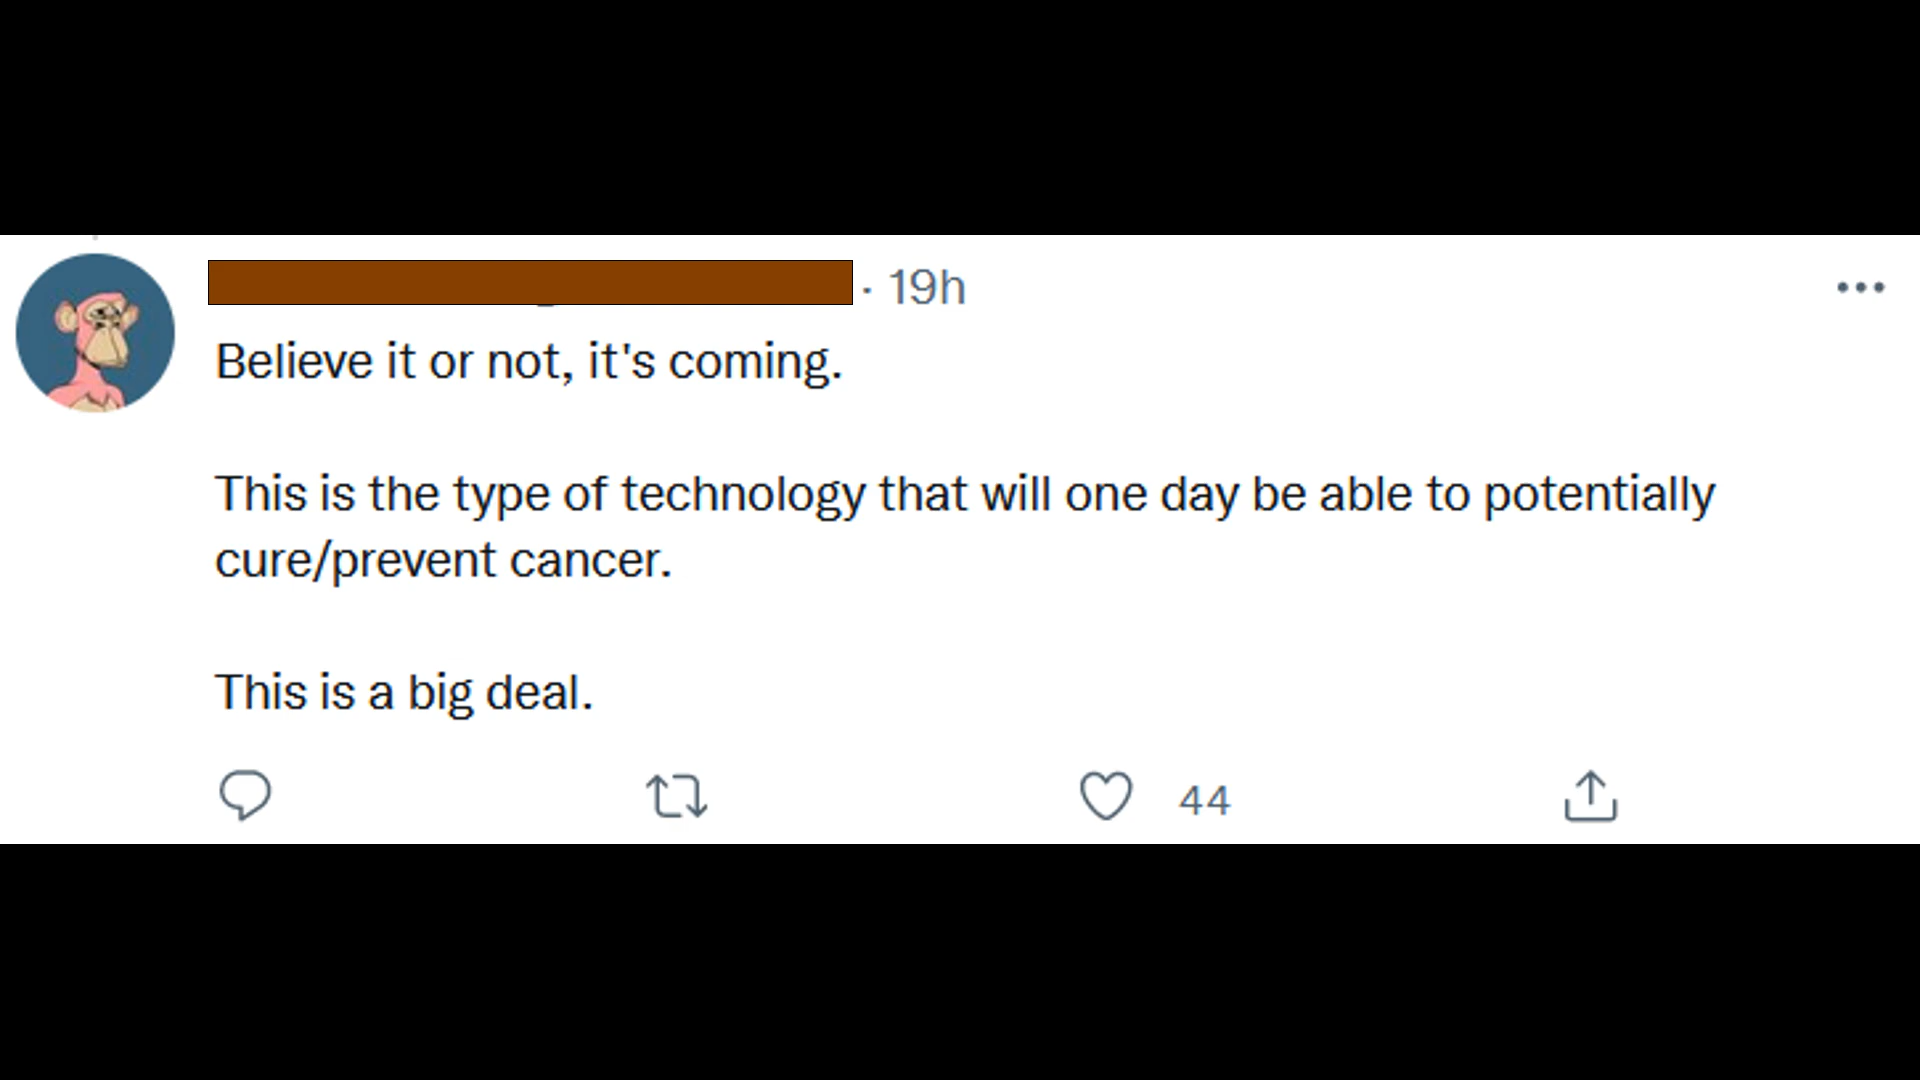 · 19h
Believe it or not, it's coming.
This is the type of technology that will one day be able to potentially
cure/prevent cancer.
This is a big deal.
44